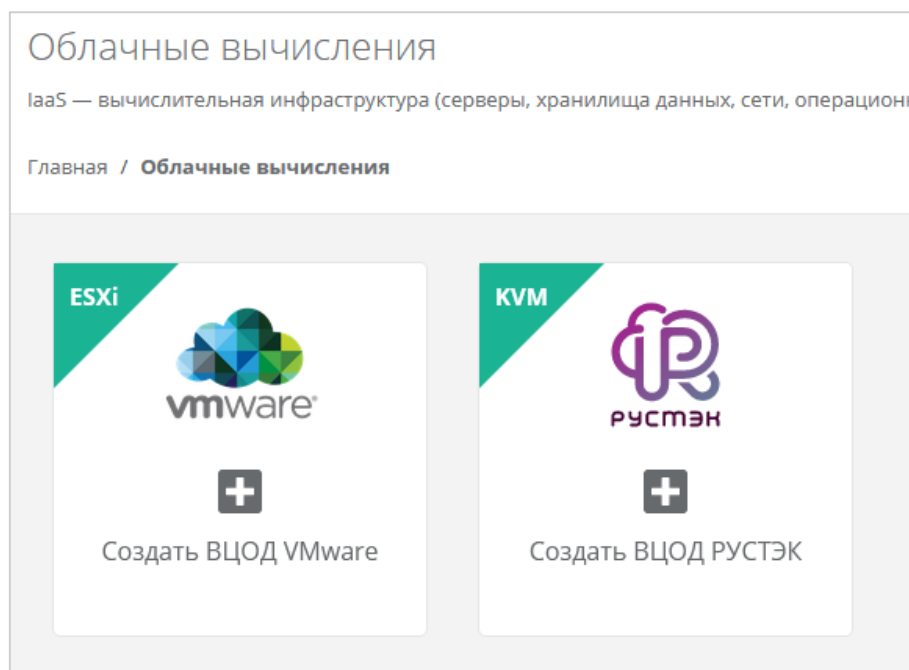 Облачные вычисления
IaaS — вычислительная инфраструктура (серверы, хранилища данных, сети,
Главная / Облачные вычисления
ESXi
vmware®
Создать ВЦОД VMware
KVM
РУСТЭК
Создать ВЦОД РУСТЭК